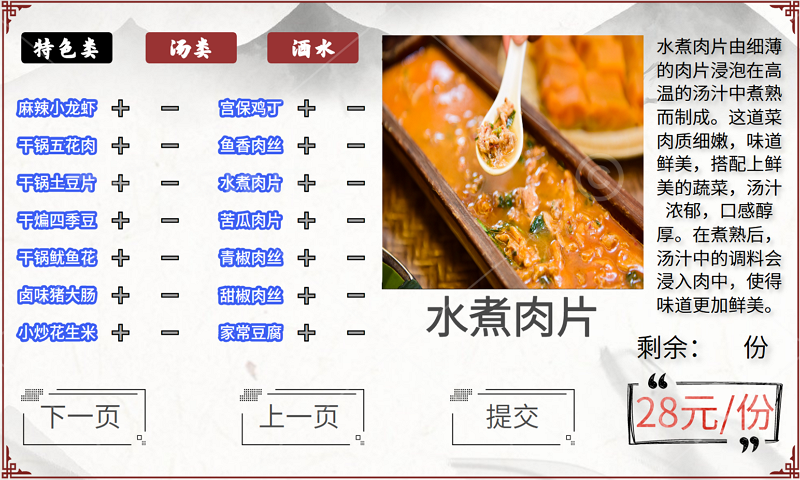 特色类
汤类
酒水
麻辣小龙虾
宫保鸡丁
干锅五花肉
鱼香肉丝
干锅土豆片
水煮肉片
干煸四季豆
苦瓜肉片
干锅鱿鱼花
青椒肉丝
卤味猪大肠
甜椒肉丝
小炒花生米
家常豆腐
水煮肉片
水煮肉片由细薄
的肉片浸泡在高
温的汤汁中煮熟
而制成。这道菜
肉质细嫩，味道
鲜美，搭配上鲜
美的蔬菜，汤汁
浓郁，口感醇
厚。在煮熟后，
汤汁中的调料会
浸入肉中，使得
味道更加鲜美。
剩余： 份
28元/份
下一页
上一页
提交